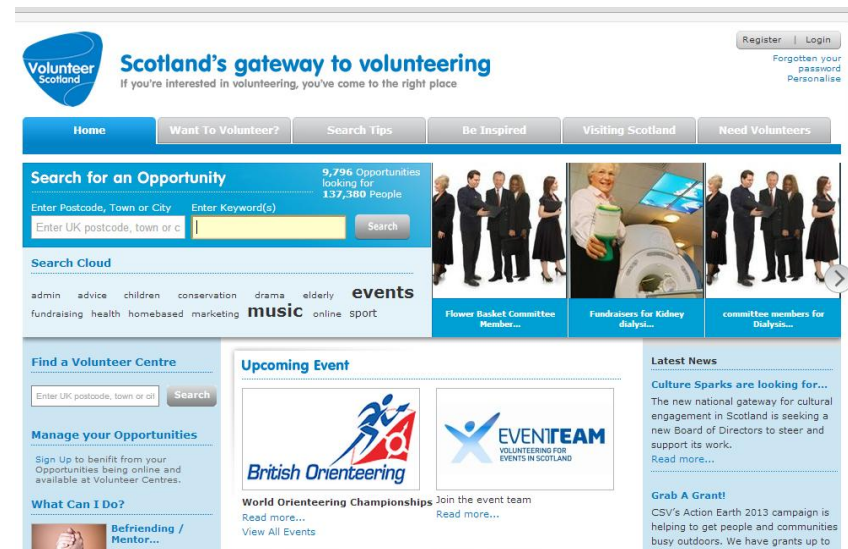 Register | Login
Forgotten your
password
Personalise
Volunteer
Scotland
Scotland's gateway to volunteering
If you're interested in volunteering, you've come to the right place
Home
Want To Volunteer?
Search Tips
Be Inspired
Visiting Scotland
Need Volunteers
Search for an Opportunity
9,796 Opportunities
looking for
137,380 People
Enter Postcode, Town or City
Enter Keyword(s)
Enter UK postcode, town or c
Search
Search Cloud
admin advice children conservation drama elderly events
fundraising health homebased marketing music online sport
Flower Basket Committee
Member...
Fundraisers for Kidney
dialysi...
committee members for
Dialysis...
Find a Volunteer Centre
Enter UK postcode, town or cit
Search
Manage your Opportunities
Sign Up to benifit from your
Opportunities being online and
available at Volunteer Centres.
What Can I Do?
Befriending /
Mentor...
Upcoming Event
British Orienteering
World Orienteering Championships
Read more...
View All Events
EVENTTEAM
VOLUNTEERING FOR
EVENTS IN SCOTLAND
Join the event team
Read more...
Latest News
Culture Sparks are looking for...
The new national gateway for cultural
engagement in Scotland is seeking a
new Board of Directors to steer and
support its work.
Read more...
Grab A Grant!
CSV's Action Earth 2013 campaign is
helping to get people and communities
busy outdoors. We have grants up to